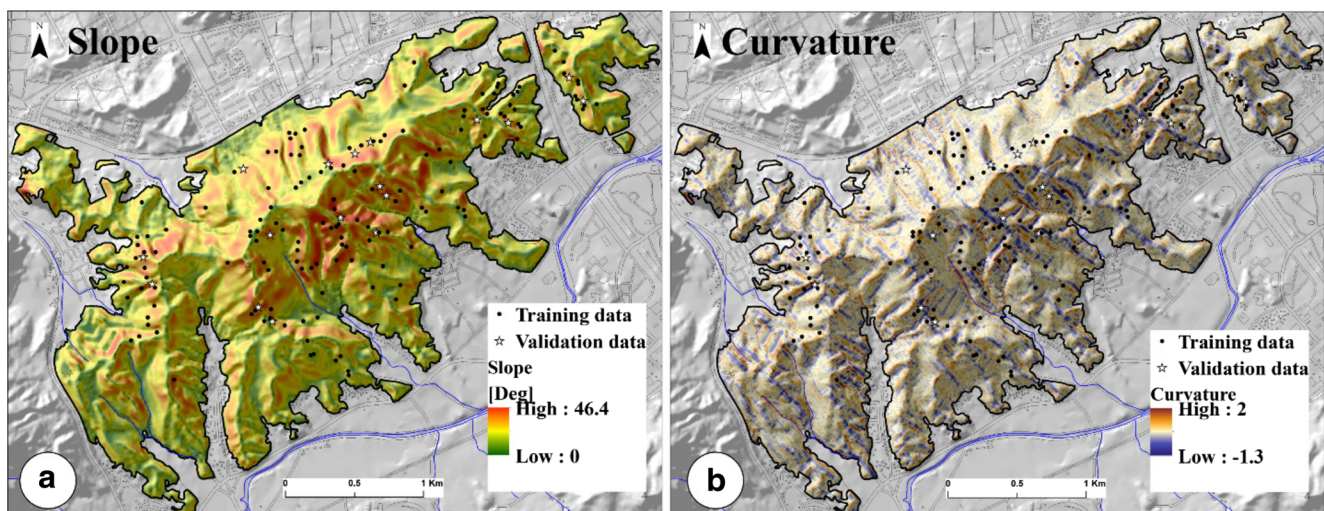 N
Slope
Training data
Validation data
Slope
[Deg]
High : 46.4
Low : 0
0 0.5 1 Km
a
N
Curvature
Training data
Validation data
Curvature
High : 2
Low : -1.3
0 0.5 1 Km
b